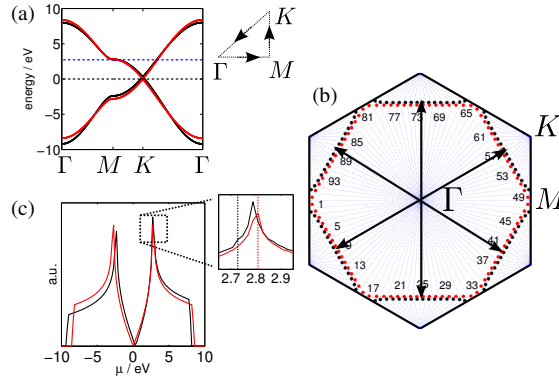 (a)
energy / eV
10
5
0
-5
-10
Γ M K Γ
K
Γ M
(b)
K
M
Γ
81 77 73 69 65
85 61
89 57
93 53
1 49
5 45
9 41
13 37
17 21 25 29 33
(c)
a.u.
-10 -5 0 5 10
μ / eV
2.7 2.8 2.9